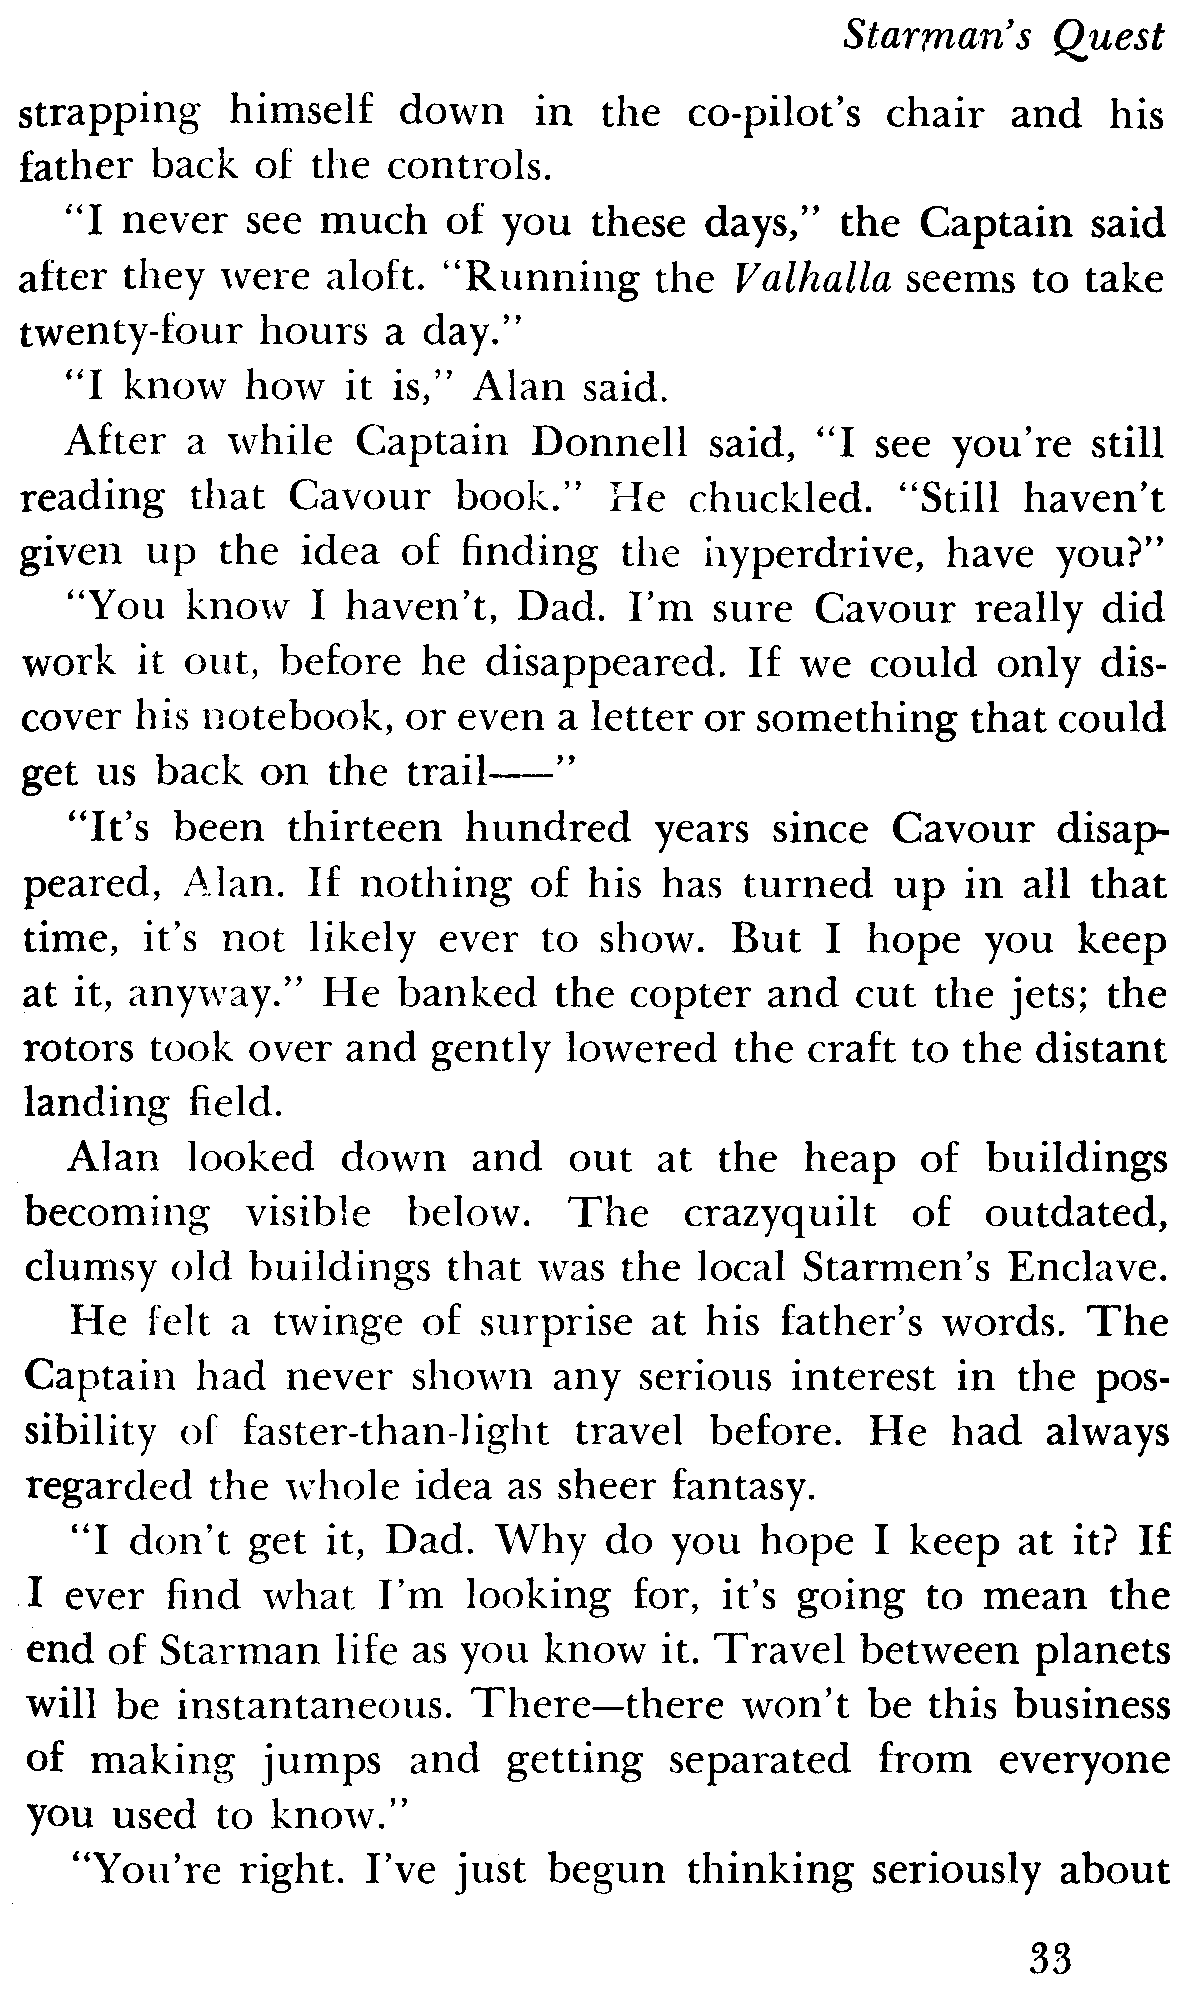 Starman's Quest
strapping himself down in the co-pilot's chair and his
father back of the controls.
"I never see much of you these days," the Captain said
after they were aloft. "Running the Valhalla seems to take
twenty-four hours a day."
"I know how it is," Alan said.
After a while Captain Donnell said, "I see you're still
reading that Cavour book." He chuckled. "Still haven't
given up the idea of finding the hyperdrive, have you?"
"You know I haven't, Dad. I'm sure Cavour really did
work it out, before he disappeared. If we could only dis-
cover his notebook, or even a letter or something that could
get us back on the trail——"
"It's been thirteen hundred years since Cavour disap-
peared, Alan. If nothing of his has turned up in all that
time, it's not likely ever to show. But I hope you keep
at it, anyway." He banked the copter and cut the jets; the
rotors took over and gently lowered the craft to the distant
landing field.
Alan looked down and out at the heap of buildings
becoming visible below. The crazyquilt of outdated,
clumsy old buildings that was the local Starmen's Enclave.
He felt a twinge of surprise at his father's words. The
Captain had never shown any serious interest in the pos-
sibility of faster-than-light travel before. He had always
regarded the whole idea as sheer fantasy.
"I don't get it, Dad. Why do you hope I keep at it? If
I ever find what I'm looking for, it's going to mean the
end of Starman life as you know it. Travel between planets
will be instantaneous. There—there won't be this business
of making jumps and getting separated from everyone
you used to know."
"You're right. I've just begun thinking seriously about
33